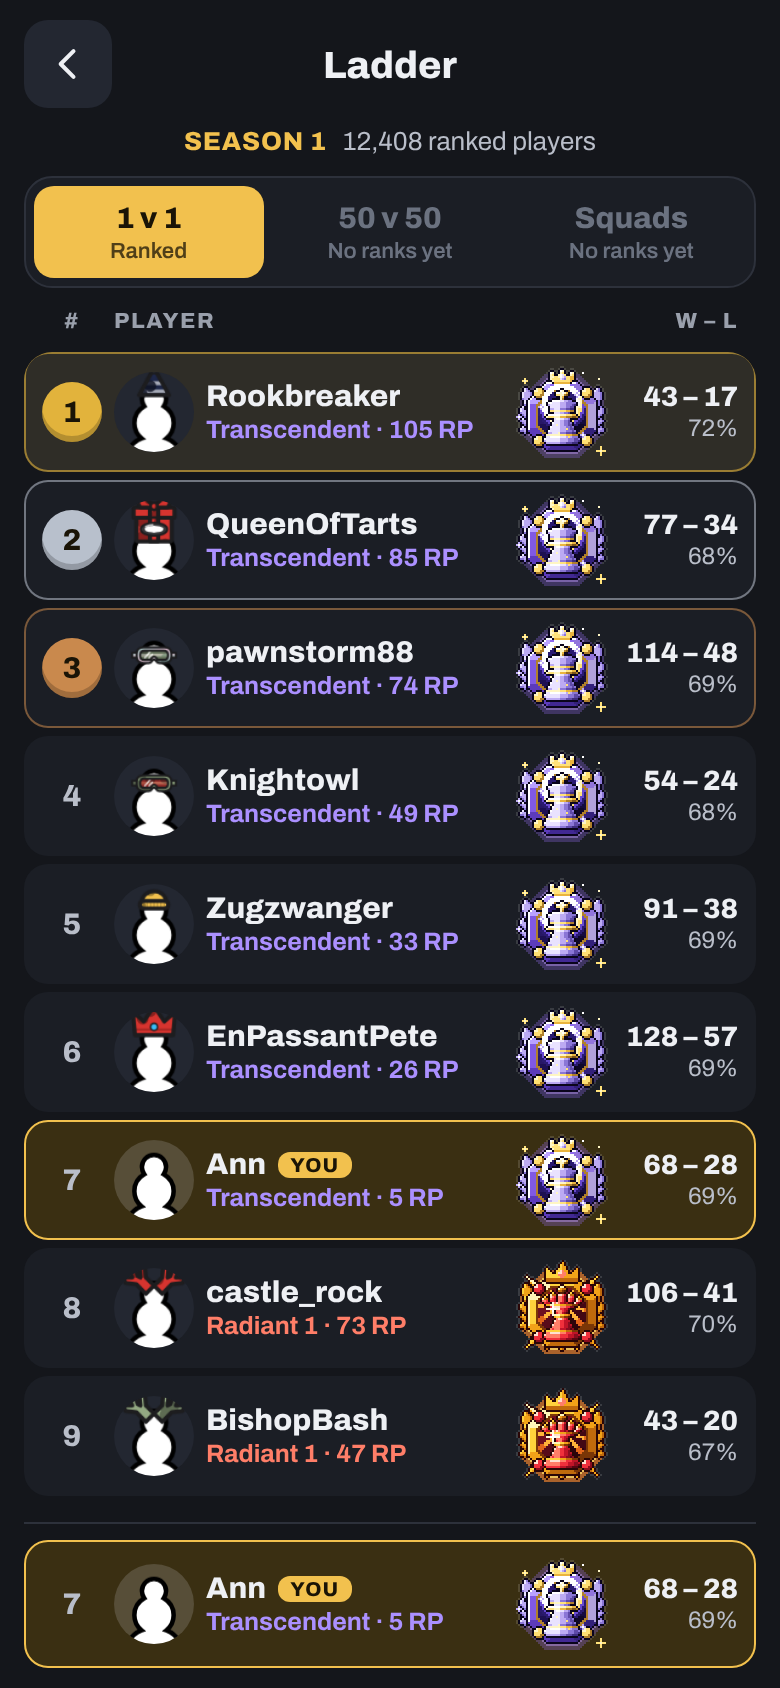 Ladder
SEASON 1 12,408 ranked players
1 v 1 50 v 50 Squads
Ranked No ranks yet No ranks yet
# PLAYER W – L
1 Rookbreaker 43 – 17
Transcendent · 105 RP 72%
2 QueenOfTarts 77 – 34
Transcendent · 85 RP 68%
3 pawnstorm88 114 – 48
Transcendent · 74 RP 69%
4 Knightowl 54 – 24
Transcendent · 49 RP 68%
5 Zugzwanger 91 – 38
Transcendent · 33 RP 69%
6 EnPassantPete 128 – 57
Transcendent · 26 RP 69%
7 Ann YOU 68 – 28
Transcendent · 5 RP 69%
8 castle_rock 106 – 41
Radiant 1 · 73 RP 70%
9 BishopBash 43 – 20
Radiant 1 · 47 RP 67%
7 Ann YOU 68 – 28
Transcendent · 5 RP 69%